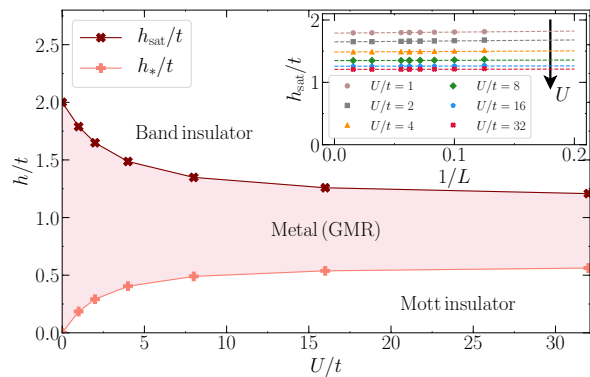 2.5
2.0
1.5
1.0
0.5
0.0
h/t
h_sat/t
h_*/t
Band insulator
Metal (GMR)
Mott insulator
0
5
10
15
20
25
30
U/t
2
1
0
h_sat/t
U
U/t = 1
U/t = 2
U/t = 4
U/t = 8
U/t = 16
U/t = 32
0.0
0.1
0.2
1/L